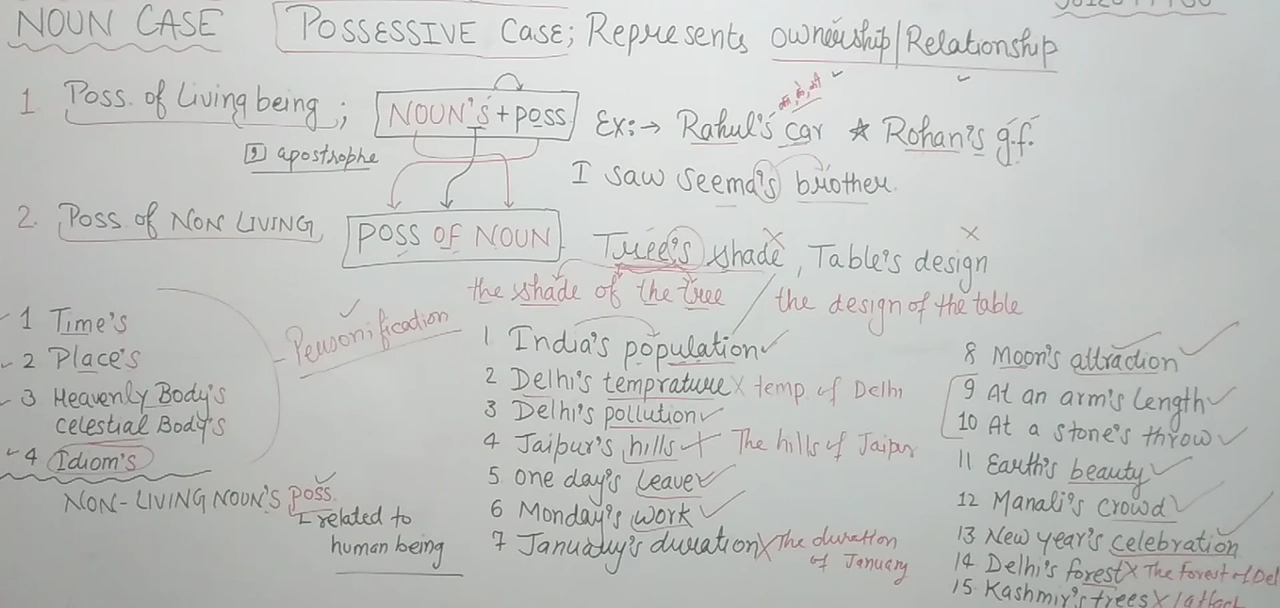 NOUN CASE
POSSESSIVE CASE; Represents ownership/Relationship
1 Poss. of Living being ; NOUN'S + poss Ex:→ Rahul's car ★ Rohan's g.f.
apostrophe
I saw seema's brother.
2. Poss of NON LIVING, POSS OF NOUN Tree's shade X, Table's design X
the shade of the tree / the design of the table
1 Time's
2 Place's
3 Heavenly Body's
celestial Body's
4 Idiom's
Personification
NON-LIVING NOUN'S poss.
related to
human being
1 India's population ✓
2 Delhi's temprature X temp. of Delhi
3 Delhi's pollution ✓
4 Jaipur's hills X The hills of Jaipur
5 one day's leave ✓
6 Monday's work ✓
7 January's duration X The duration
of January
8 Moon's attraction ✓
9 At an arm's length ✓
10 At a stone's throw ✓
11 Earth's beauty ✓
12 Manali's crowd ✓
13 New year's celebration
14 Delhi's forest X The Forest of Del
15 Kashmir's trees X